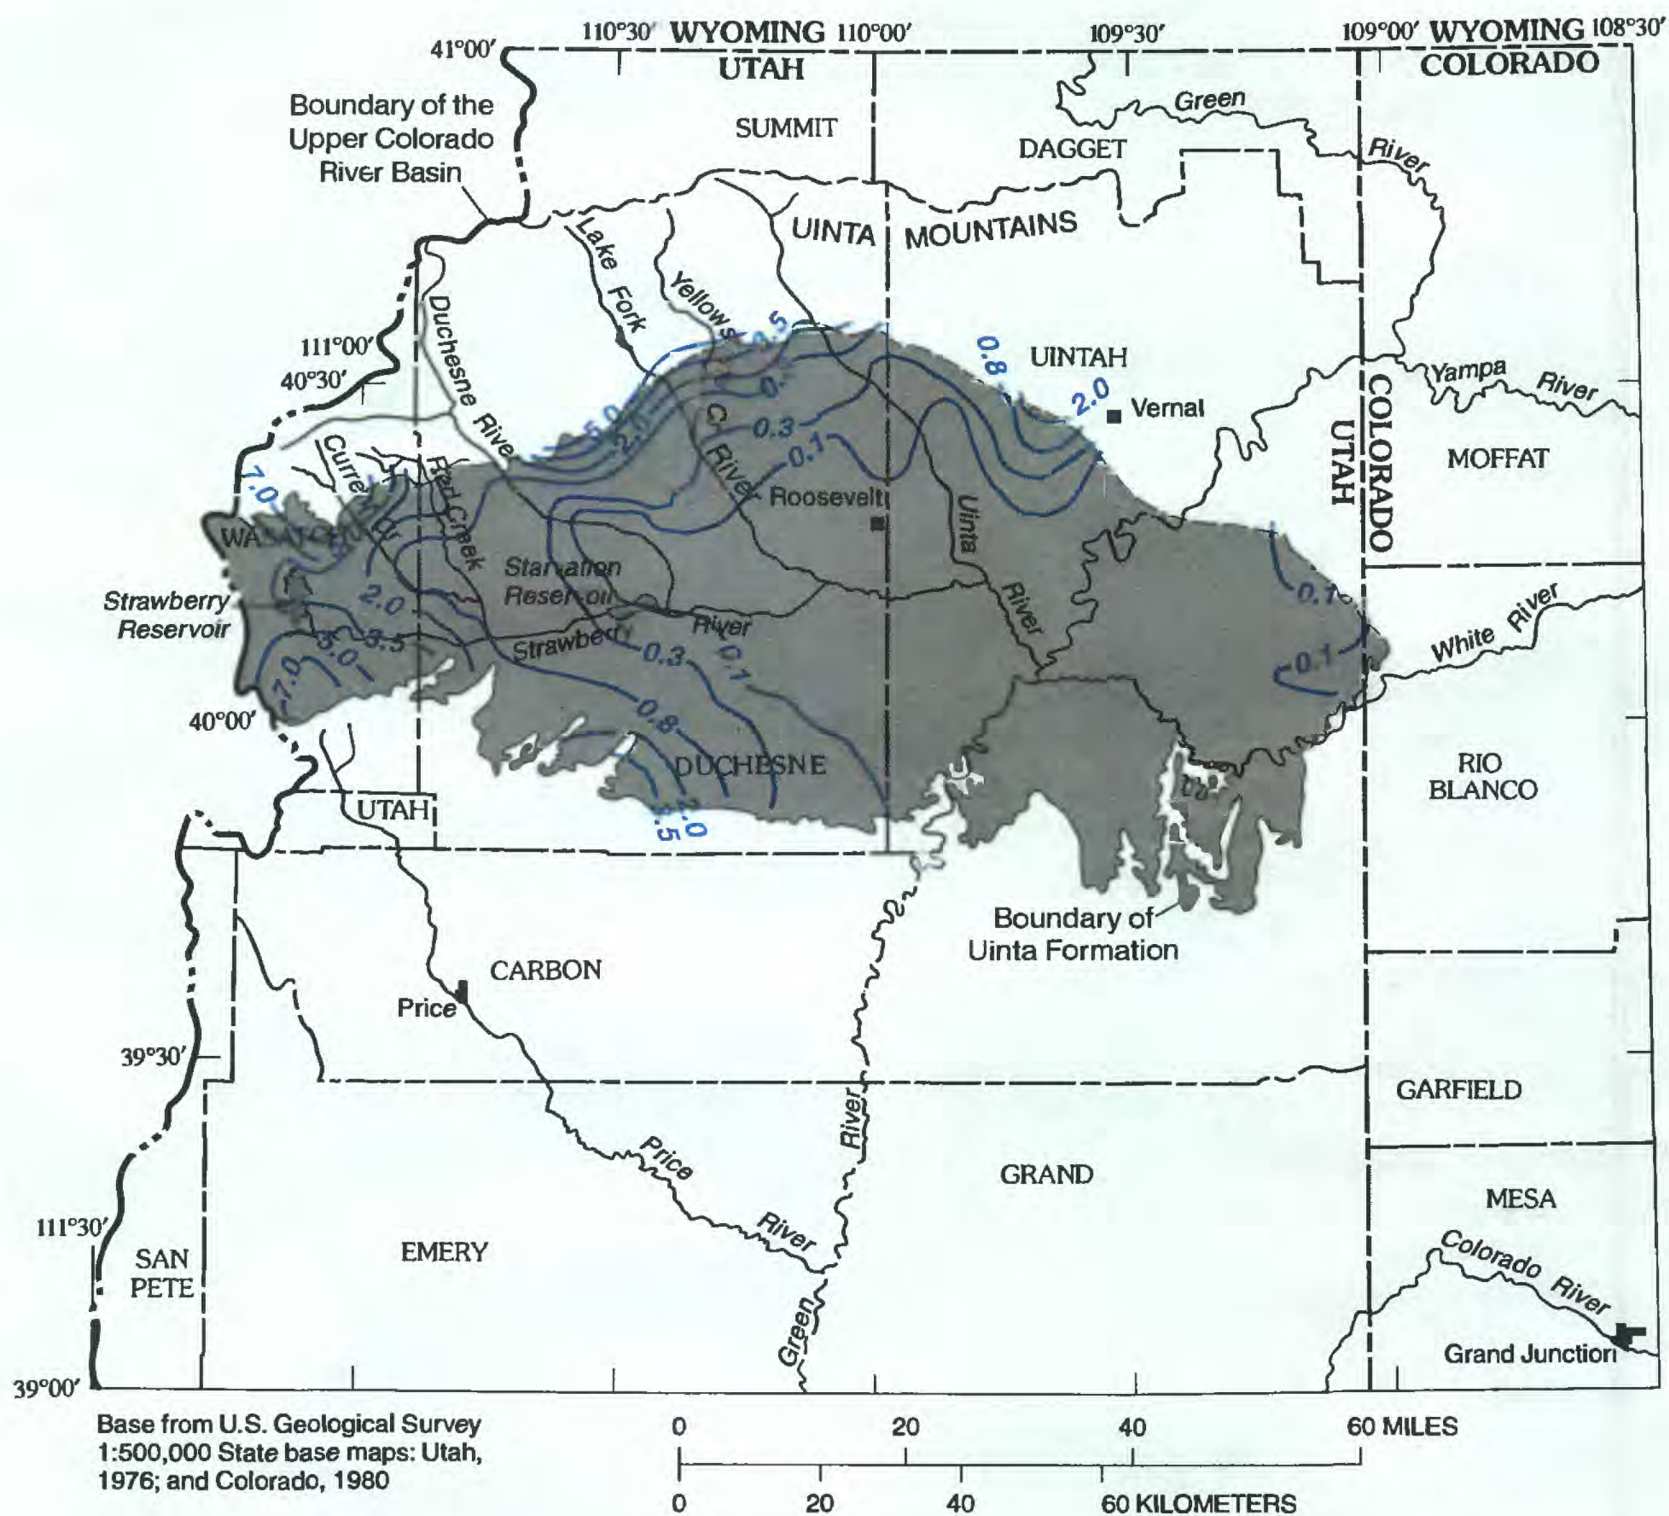 110°30′ WYOMING 110°00′ 109°30′ 109°00′ WYOMING 108°30′
41°00′ UTAH COLORADO
Boundary of the
Upper Colorado
River Basin
SUMMIT
DAGGET
Green
River
UINTA MOUNTAINS
Lake
Fork
Yellows
Duchesne River
111°00′
40°30′
3.5
0.8
UINTAH
2.0
Vernal
Yampa River
COLORADO
UTAH
MOFFAT
5.0
2.0
0.3
0.1
River
Roosevelt
Uinta
River
7.0
Red Creek
WASATCH
Starvation
Reservoir
Strawberry
Reservoir
2.0
3.5
5.0
7.0
Strawberry River
0.3
0.1
0.8
0.1
0.1
White River
40°00′
DUCHESNE
3.5
2.0
UTAH
RIO
BLANCO
Boundary of
Uinta Formation
CARBON
Price
39°30′
GARFIELD
Price
River
River
GRAND
MESA
111°30′
SAN
PETE
EMERY
Colorado River
Green
Grand Junction
39°00′
Base from U.S. Geological Survey
1:500,000 State base maps: Utah,
1976; and Colorado, 1980
0 20 40 60 MILES
0 20 40 60 KILOMETERS